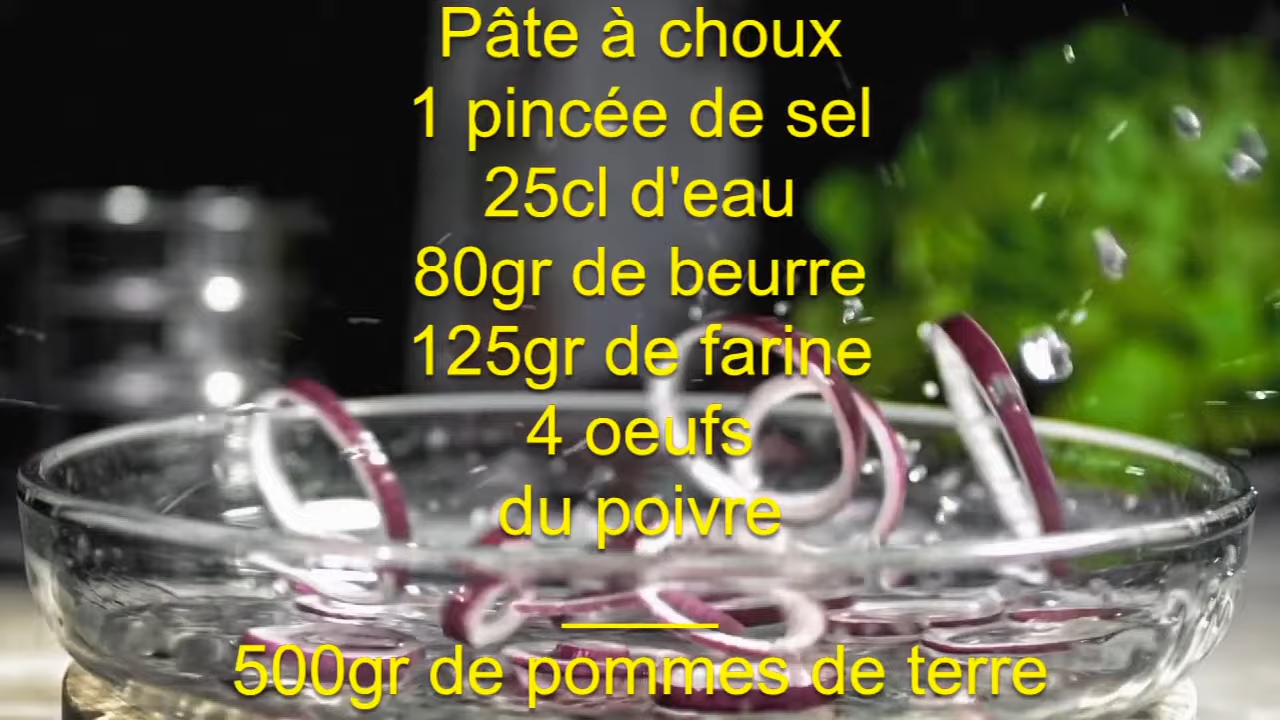 Pâte à choux
1 pincée de sel
25cl d'eau
80gr de beurre
125gr de farine
4 oeufs
du poivre
500gr de pommes de terre